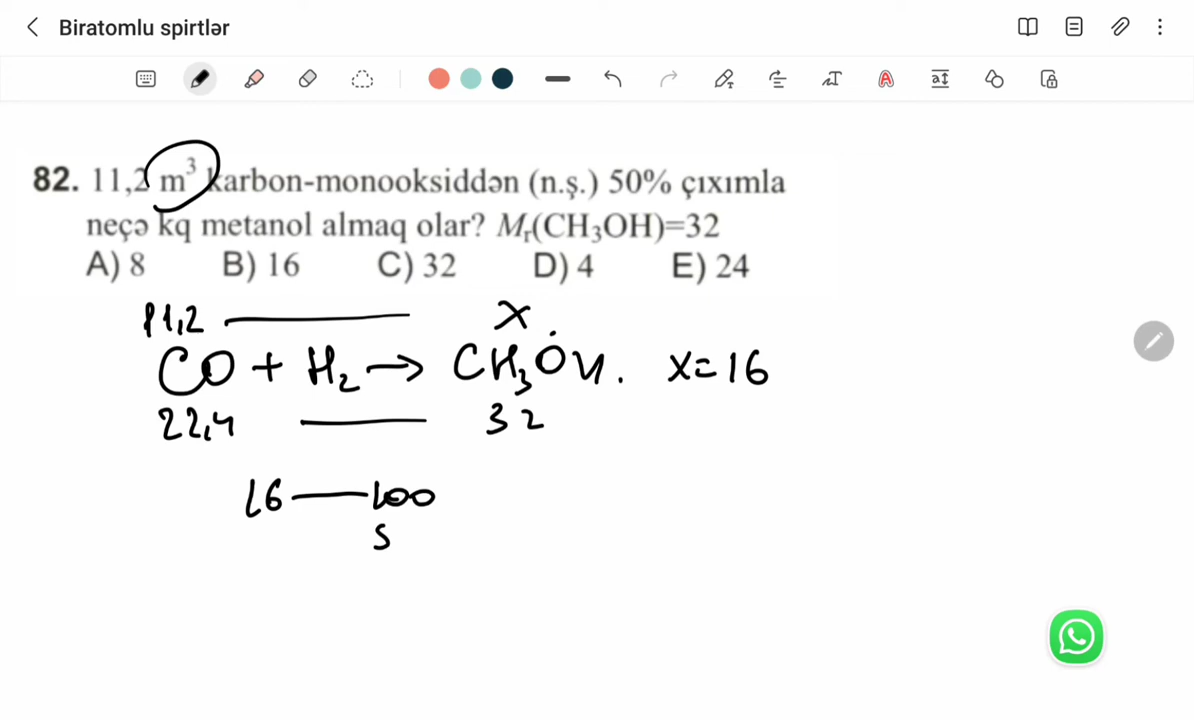 Biratomlu spirtlər
82. 11,2 m³ karbon-monooksiddən (n.ş.) 50% çıxımla
neçə kq metanol almaq olar? Mr(CH₃OH)=32
A) 8 B) 16 C) 32 D) 4 E) 24
11,2 — x
CO + H₂ → CH₃OH. x=16
22,4 — 32
16 — 100
5